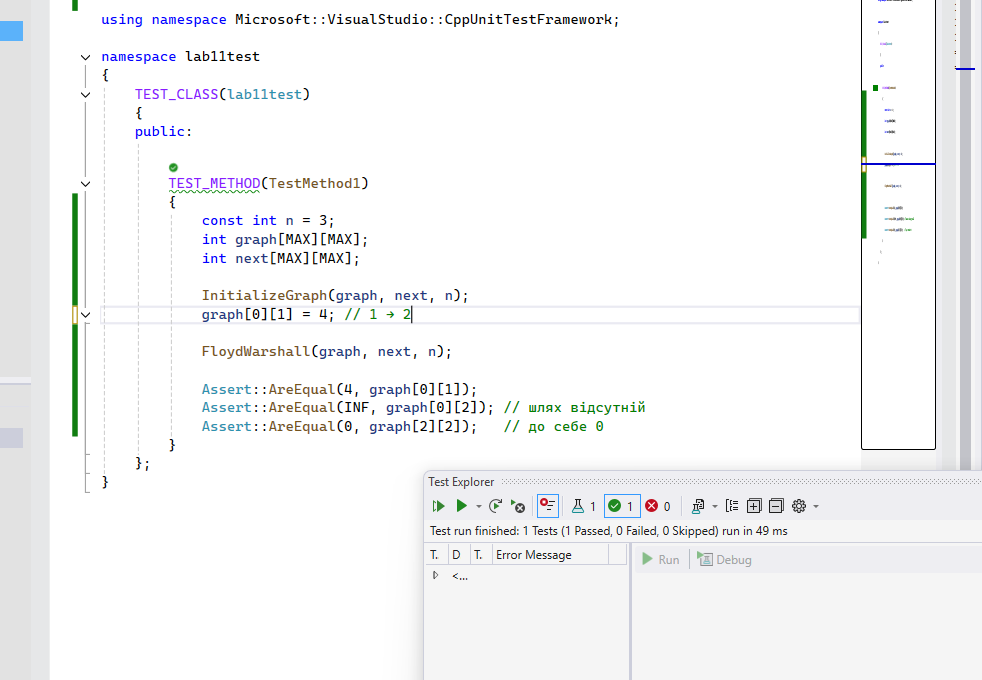 using namespace Microsoft::VisualStudio::CppUnitTestFramework;
namespace lab11test
{
TEST_CLASS(lab11test)
{
public:
TEST_METHOD(TestMethod1)
{
const int n = 3;
int graph[MAX][MAX];
int next[MAX][MAX];
InitializeGraph(graph, next, n);
graph[0][1] = 4; // 1 → 2
FloydWarshall(graph, next, n);
Assert::AreEqual(4, graph[0][1]);
Assert::AreEqual(INF, graph[0][2]); // шлях відсутній
Assert::AreEqual(0, graph[2][2]); // до себе 0
}
};
}
Test Explorer
1 1 0
Test run finished: 1 Tests (1 Passed, 0 Failed, 0 Skipped) run in 49 ms
T. D T. Error Message
Run Debug
<...